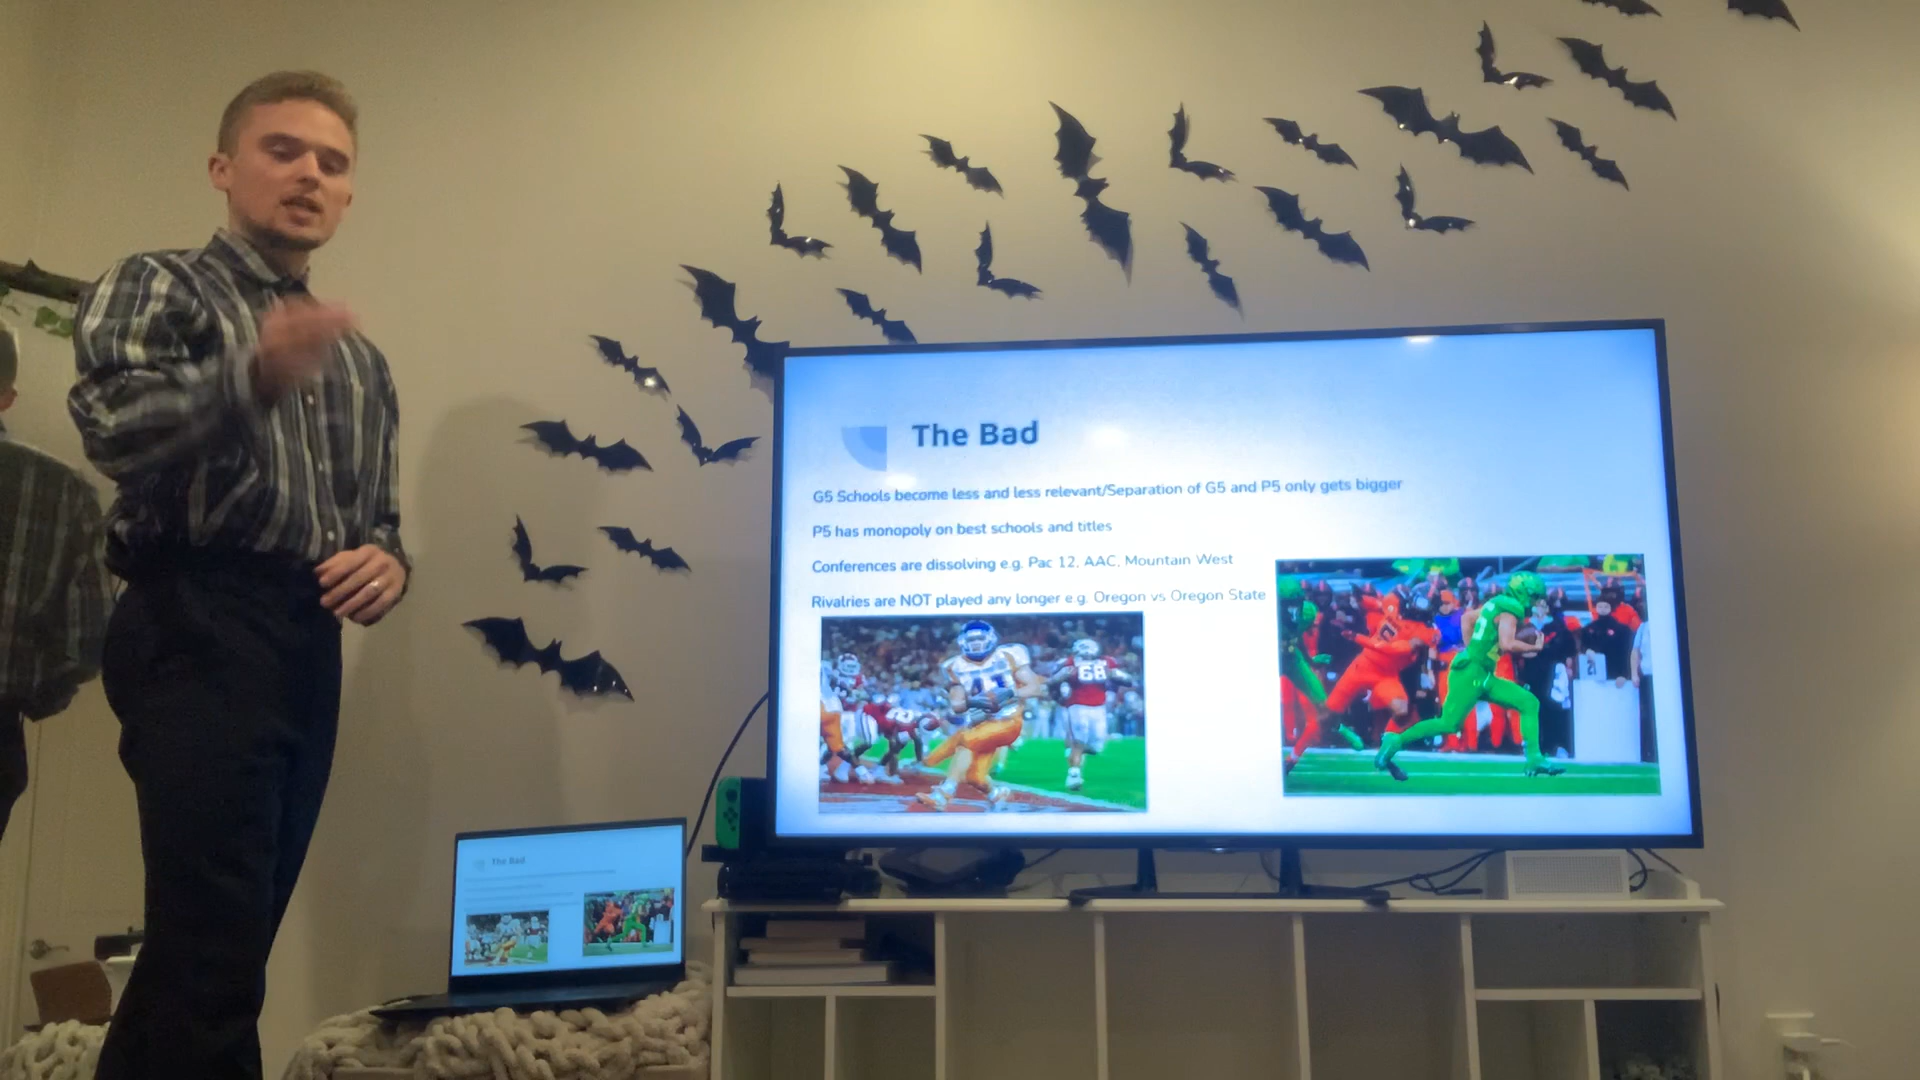 The Bad
G5 Schools become less and less relevant/Separation of G5 and P5 only gets bigger
P5 has monopoly on best schools and titles
Conferences are dissolving e.g. Pac 12, AAC, Mountain West
Rivalries are NOT played any longer e.g. Oregon vs Oregon State
68
21
The Bad